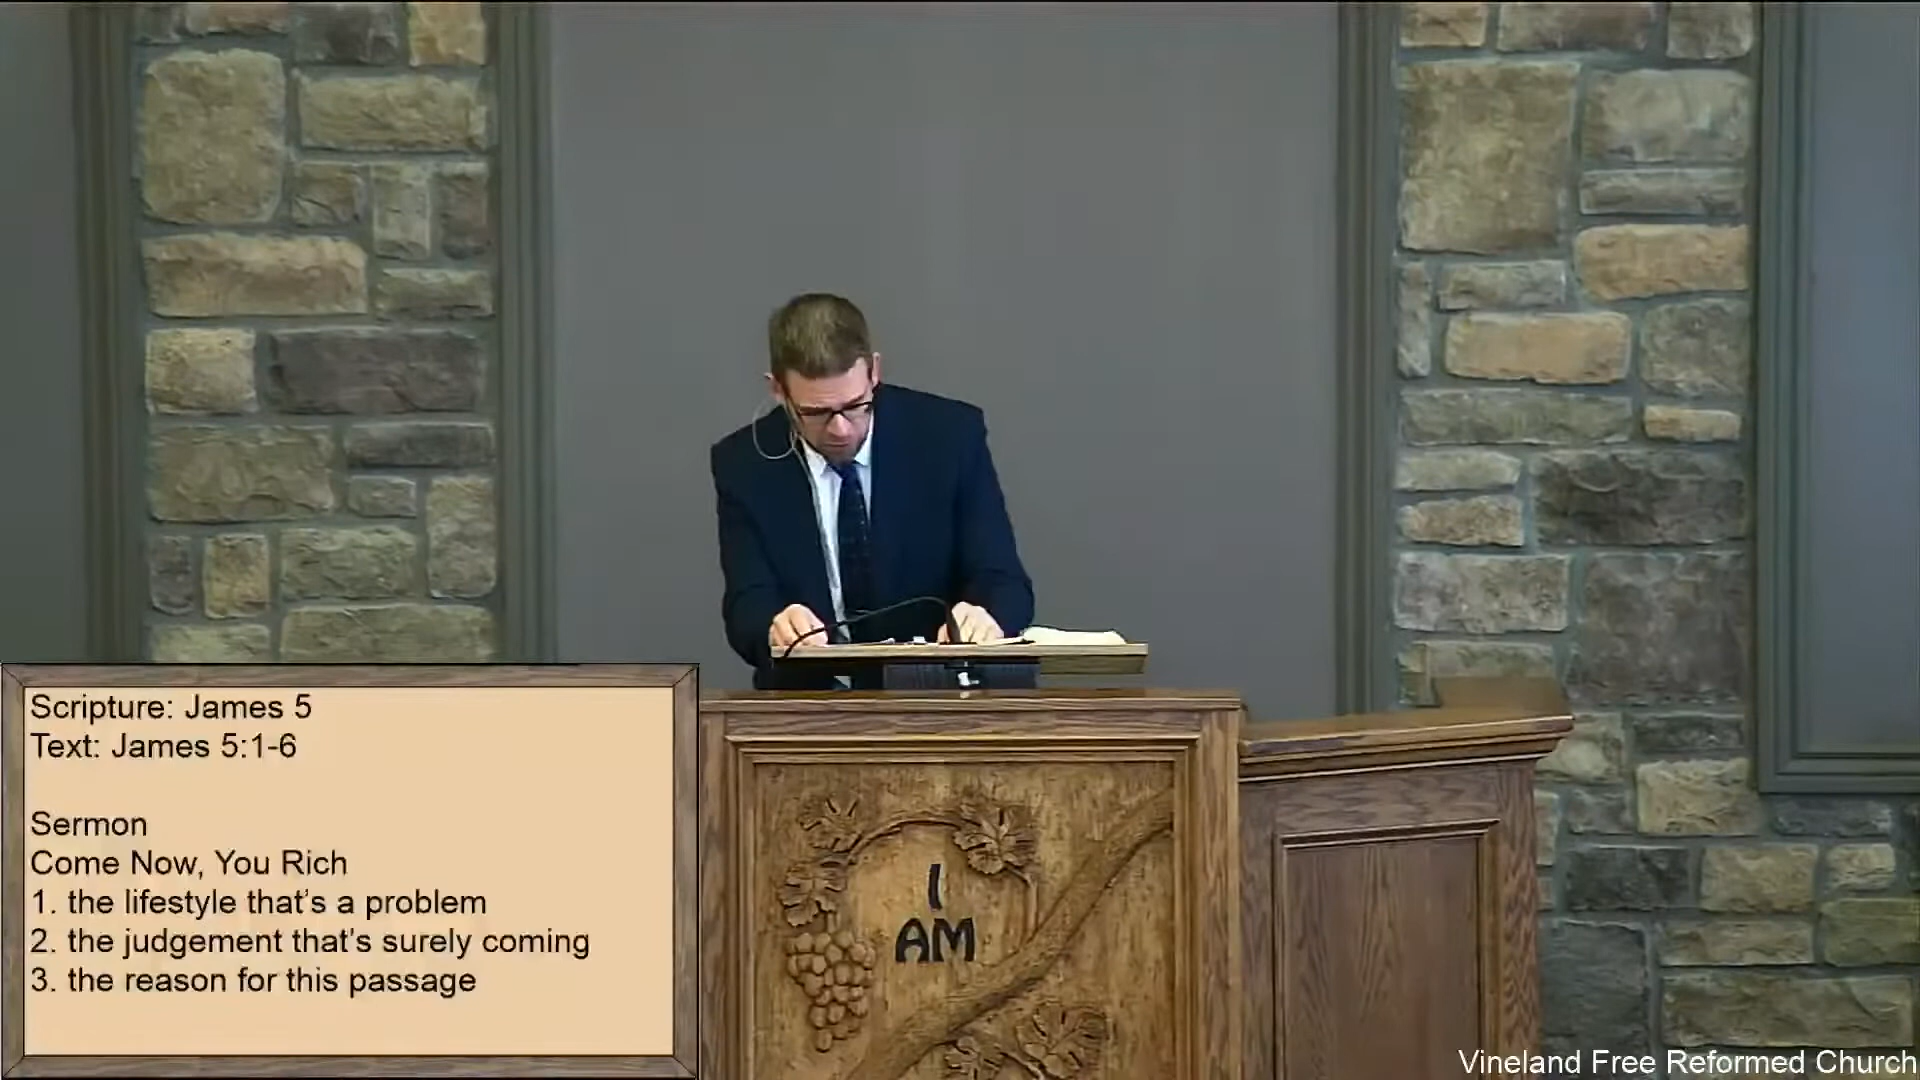 Scripture: James 5
Text: James 5:1-6
Sermon
Come Now, You Rich
1. the lifestyle that's a problem
2. the judgement that's surely coming
3. the reason for this passage
I
AM
Vineland Free Reformed Church